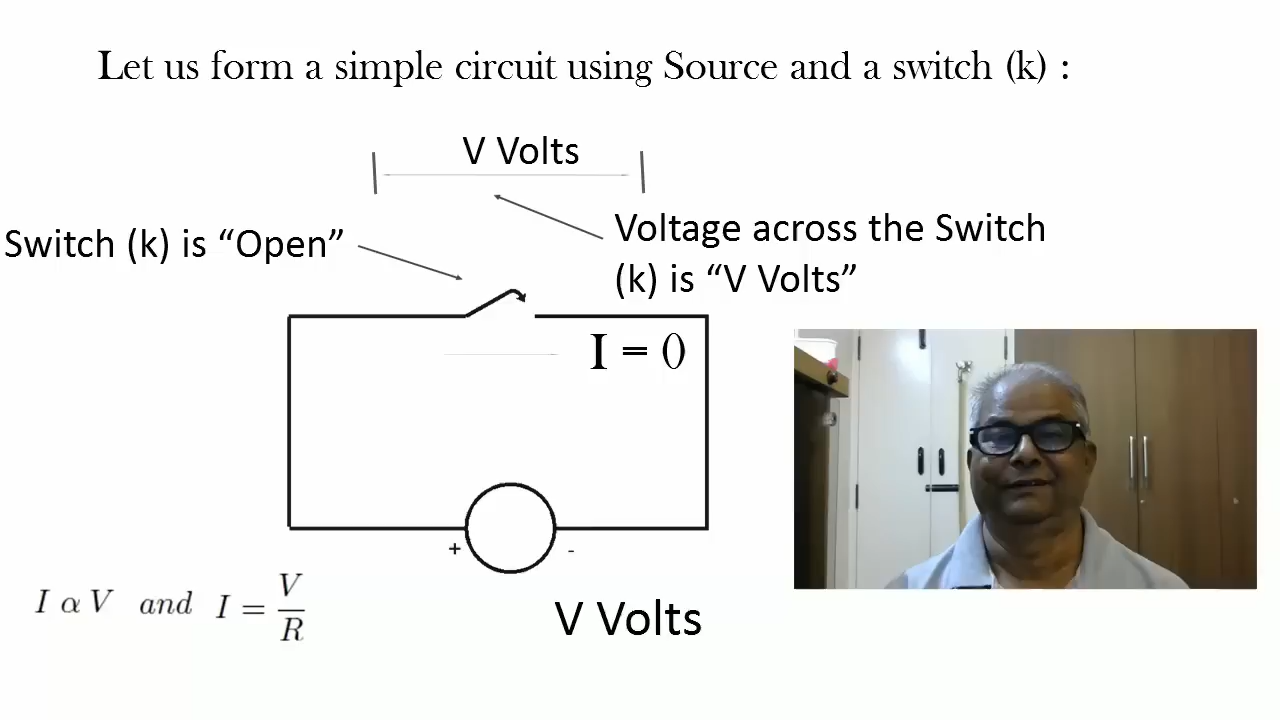 Let us form a simple circuit using Source and a switch (k) :
V Volts
Switch (k) is “Open”
Voltage across the Switch
(k) is “V Volts”
I = 0
+ -
I α V and I = V/R
V Volts